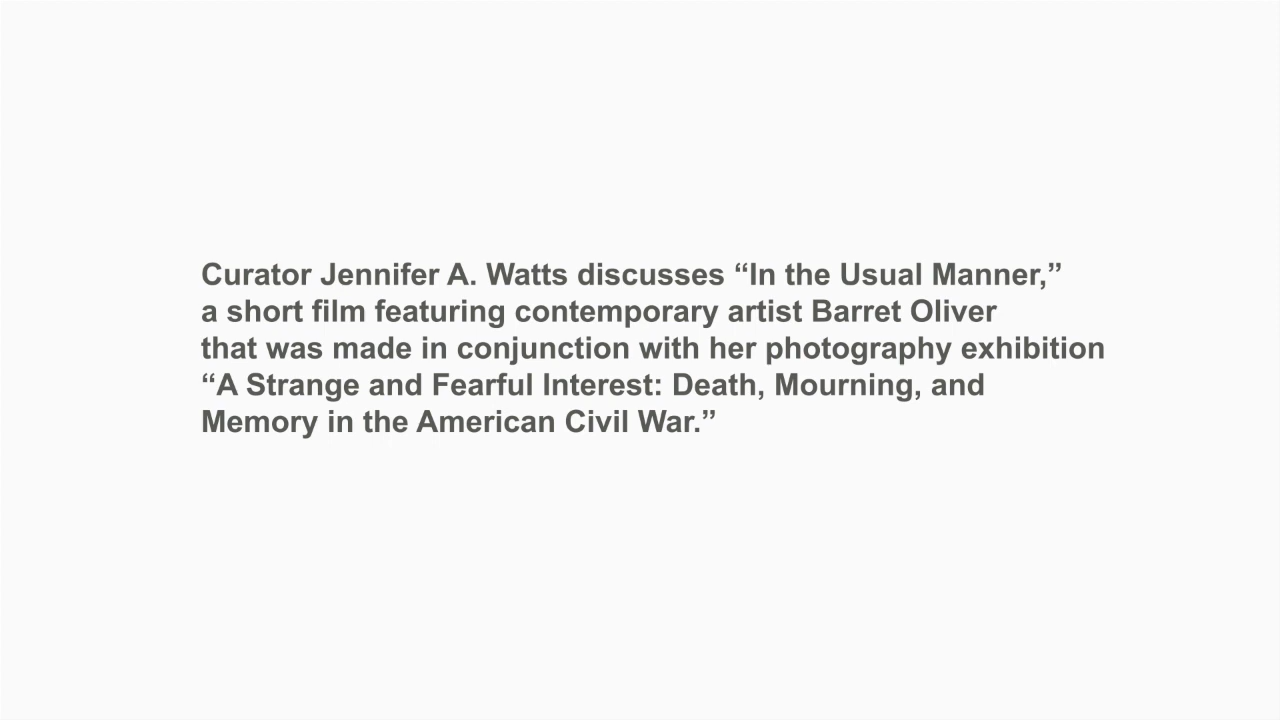 Curator Jennifer A. Watts discusses “In the Usual Manner,”
a short film featuring contemporary artist Barret Oliver
that was made in conjunction with her photography exhibition
“A Strange and Fearful Interest: Death, Mourning, and
Memory in the American Civil War.”